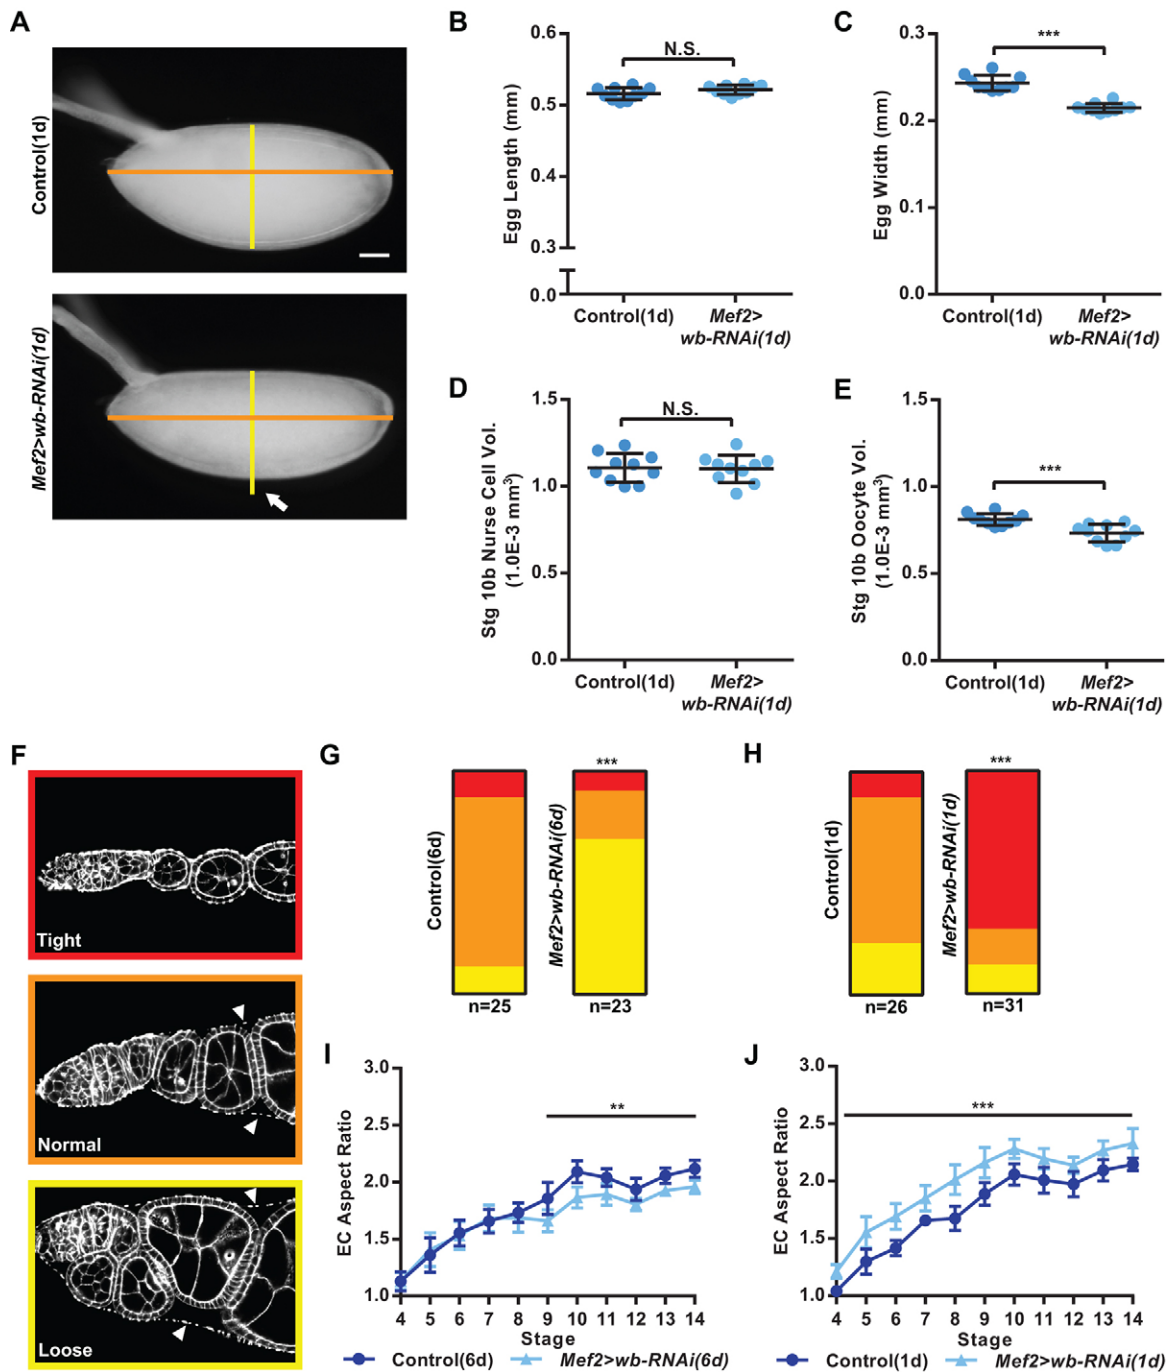 A
Control(1d)
Mef2>wb-RNAi(1d)
B
Egg Length (mm)
0.6
0.5
0.4
0.3
0.0
N.S.
Control(1d)
Mef2>
wb-RNAi(1d)
C
Egg Width (mm)
0.3
0.2
0.1
0.0
***
Control(1d)
Mef2>
wb-RNAi(1d)
D
Stg 10b Nurse Cell Vol.
(1.0E-3 mm³)
1.5
1.0
0.5
0.0
N.S.
Control(1d)
Mef2>
wb-RNAi(1d)
E
Stg 10b Oocyte Vol.
(1.0E-3 mm³)
1.5
1.0
0.5
0.0
***
Control(1d)
Mef2>
wb-RNAi(1d)
F
Tight
Normal
Loose
G
Control(6d)
n=25
Mef2>wb-RNAi(6d)
***
n=23
H
Control(1d)
n=26
Mef2>wb-RNAi(1d)
***
n=31
I
EC Aspect Ratio
3.0
2.5
2.0
1.5
1.0
**
4 5 6 7 8 9 10 11 12 13 14
Stage
Control(6d) Mef2>wb-RNAi(6d)
J
EC Aspect Ratio
3.0
2.5
2.0
1.5
1.0
***
4 5 6 7 8 9 10 11 12 13 14
Stage
Control(1d) Mef2>wb-RNAi(1d)